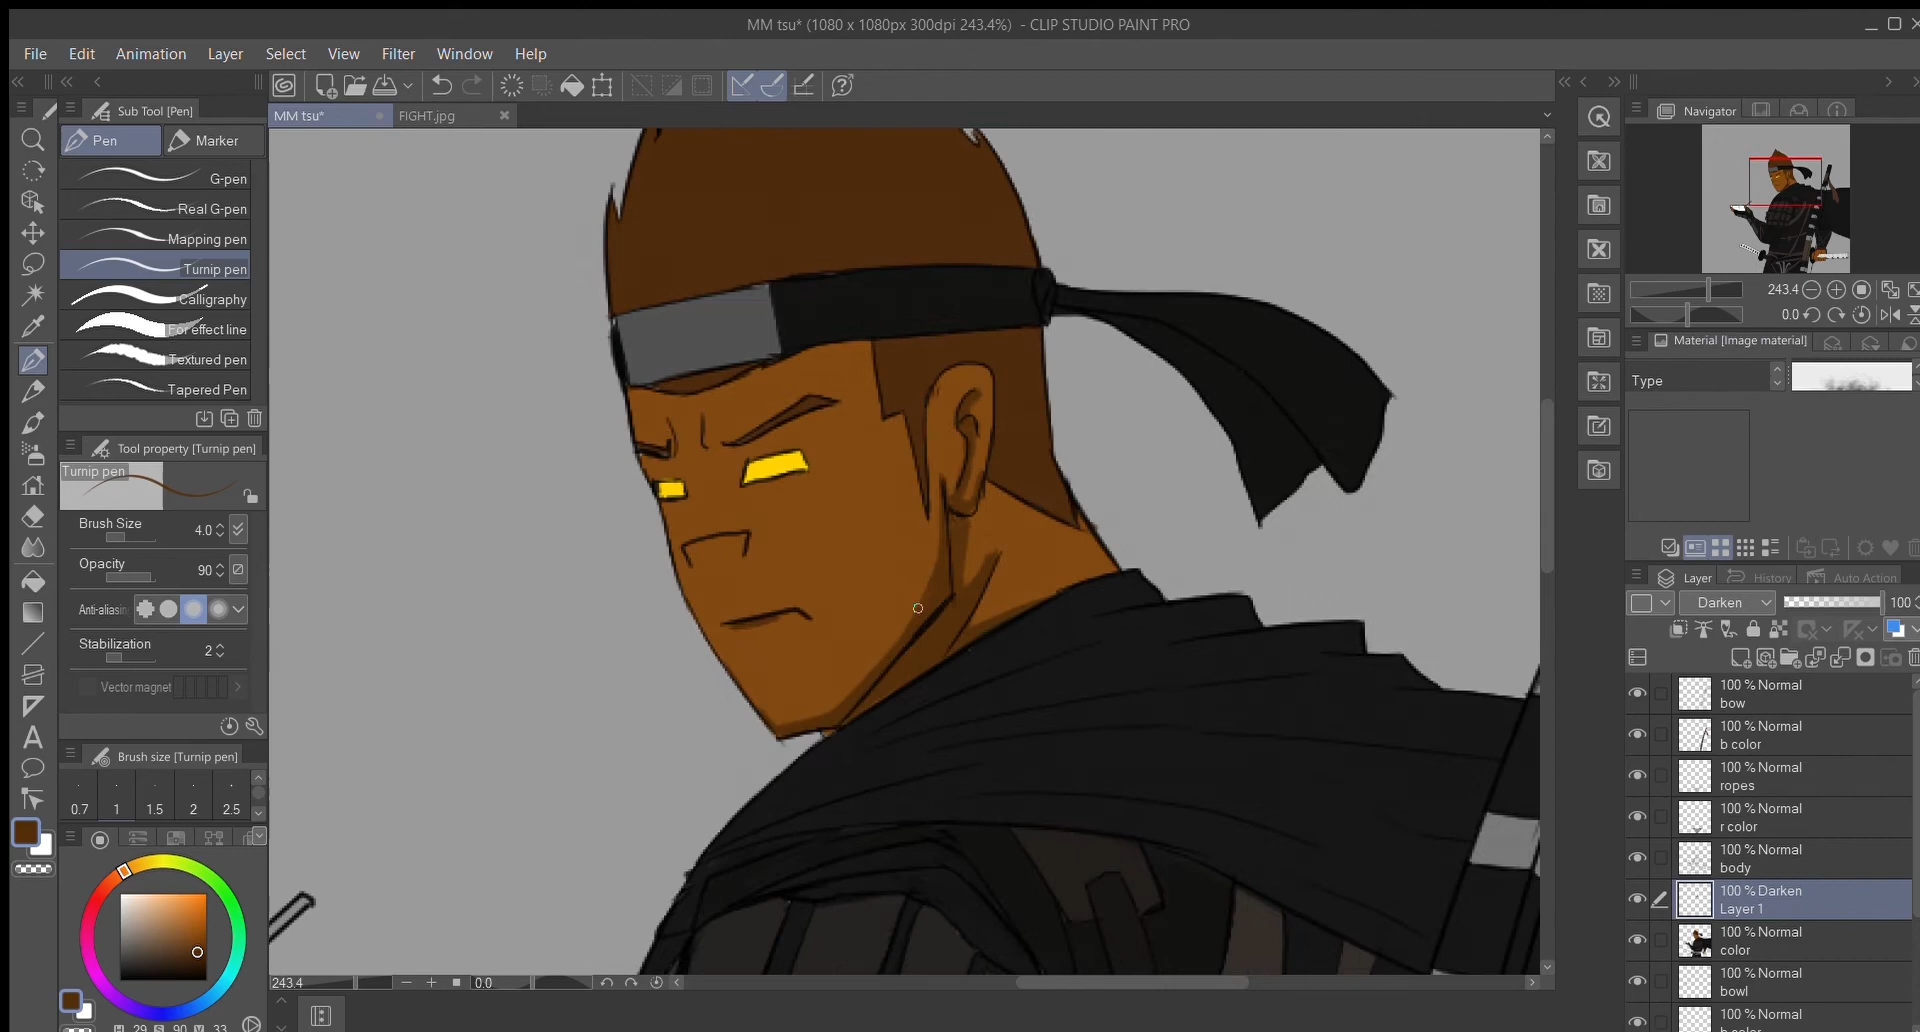 MM tsu* (1080 x 1080px 300dpi 243.4%) - CLIP STUDIO PAINT PRO
File Edit Animation Layer Select View Filter Window Help
Sub Tool [Pen]
MM tsu*
FIGHT.jpg
Navigator
Pen
Marker
G-pen
Real G-pen
Mapping pen
Turnip pen
Calligraphy
For effect line
Textured pen
Tapered Pen
Tool property [Turnip pen]
Turnip pen
Brush Size 4.0
Opacity 90
Anti-aliasin
Stabilization 2
Vector magnet
Brush size [Turnip pen]
0.7 1 1.5 2 2.5
H 29 S 90 V 33
243.4
0.0
243.4
0.0
Material [Image material]
Type
Layer
History
Auto Action
Darken
100
100 % Normal
bow
100 % Normal
b color
100 % Normal
ropes
100 % Normal
r color
100 % Normal
body
100 % Darken
Layer 1
100 % Normal
color
100 % Normal
bowl
100 % Normal
b color